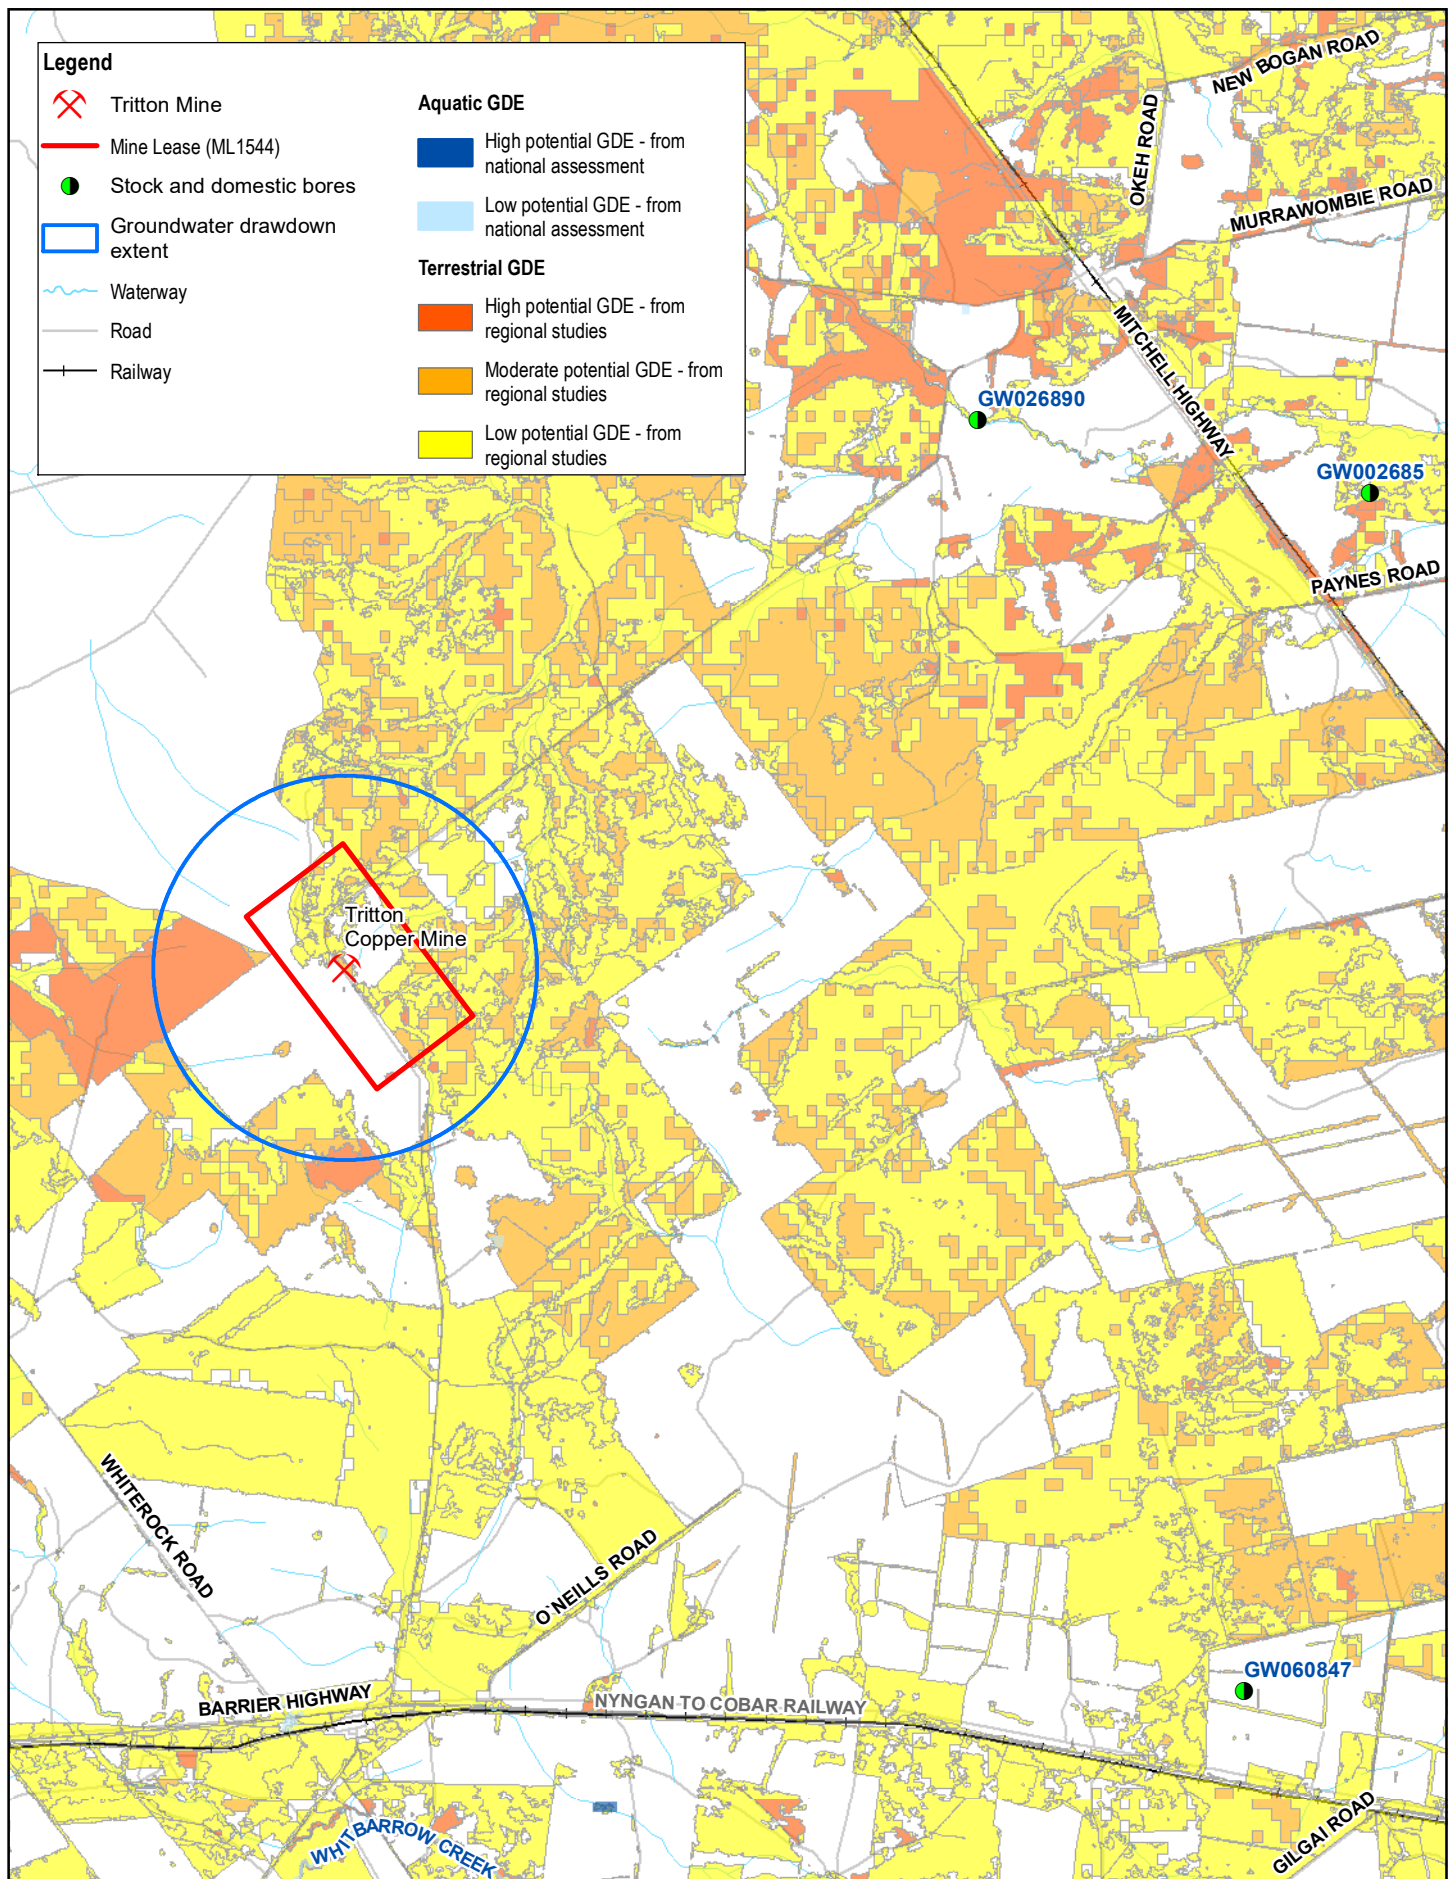 Legend
Tritton Mine
Mine Lease (ML1544)
Stock and domestic bores
Groundwater drawdown
extent
Waterway
Road
Railway
Aquatic GDE
High potential GDE - from
national assessment
Low potential GDE - from
national assessment
Terrestrial GDE
High potential GDE - from
regional studies
Moderate potential GDE - from
regional studies
Low potential GDE - from
regional studies
NEW BOGAN ROAD
OKEH ROAD
MURRAWOMBIE ROAD
MITCHELL HIGHWAY
GW026890
GW002685
PAYNES ROAD
Tritton
Copper Mine
WHITEROCK ROAD
O'NEILLS ROAD
GW060847
BARRIER HIGHWAY
NYNGAN TO COBAR RAILWAY
GILGAI ROAD
WHITBARROW CREEK